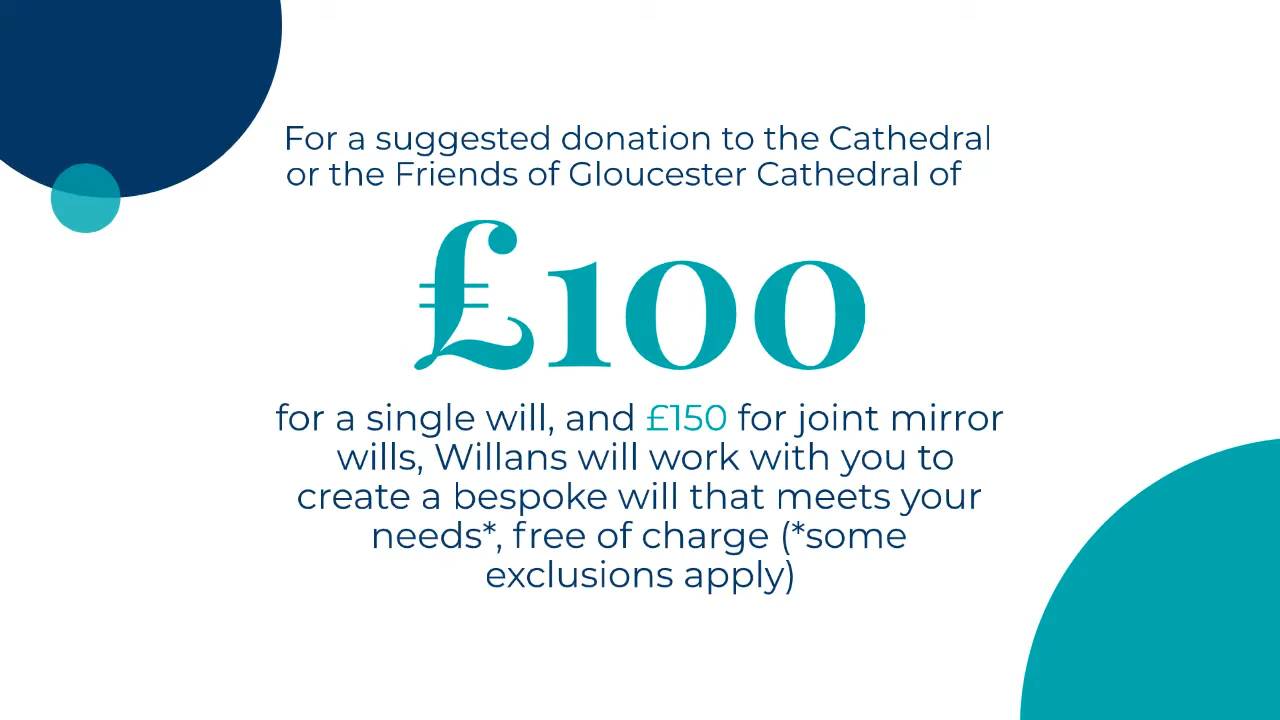 For a suggested donation to the Cathedral
or the Friends of Gloucester Cathedral of
£100
for a single will, and £150 for joint mirror
wills, Willans will work with you to
create a bespoke will that meets your
needs*, free of charge (*some
exclusions apply)